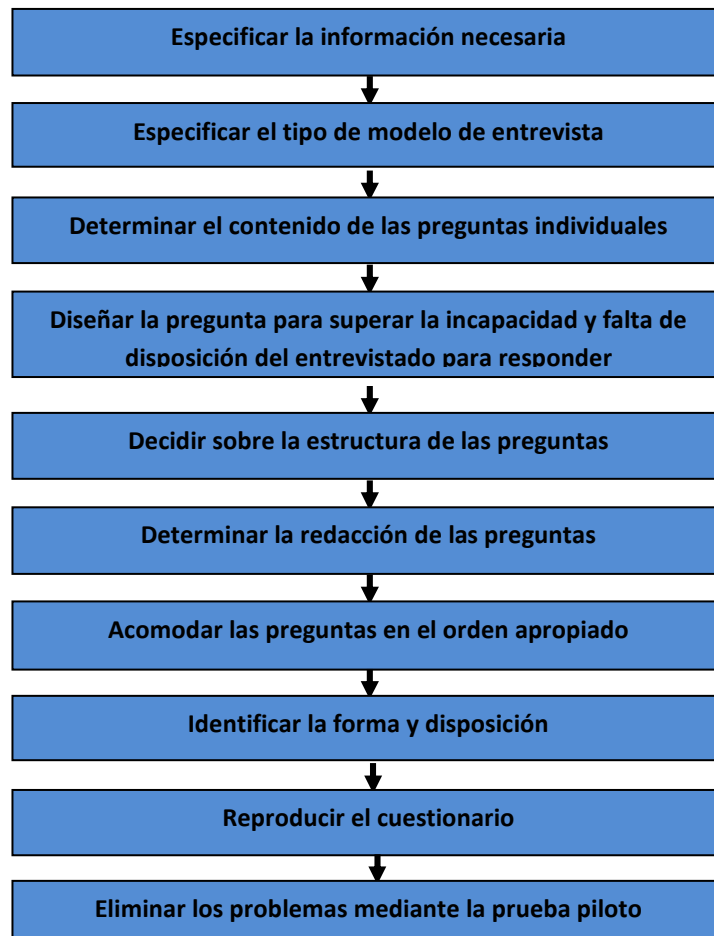 Especificar la información necesaria
Especificar el tipo de modelo de entrevista
Determinar el contenido de las preguntas individuales
Diseñar la pregunta para superar la incapacidad y falta de
disposición del entrevistado para responder
Decidir sobre la estructura de las preguntas
Determinar la redacción de las preguntas
Acomodar las preguntas en el orden apropiado
Identificar la forma y disposición
Reproducir el cuestionario
Eliminar los problemas mediante la prueba piloto